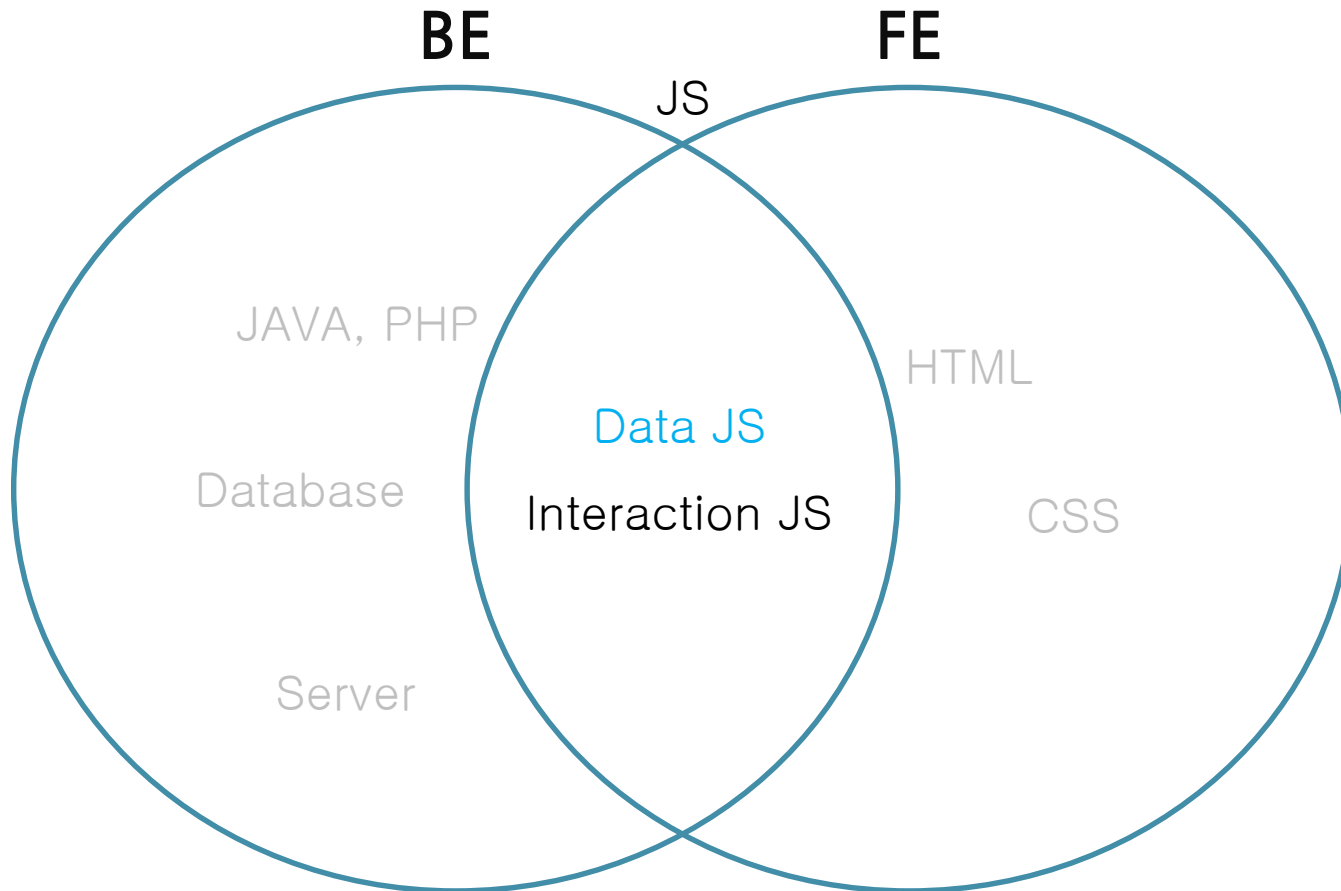 BE
FE
JS
JAVA, PHP
HTML
Data JS
Database
Interaction JS
CSS
Server